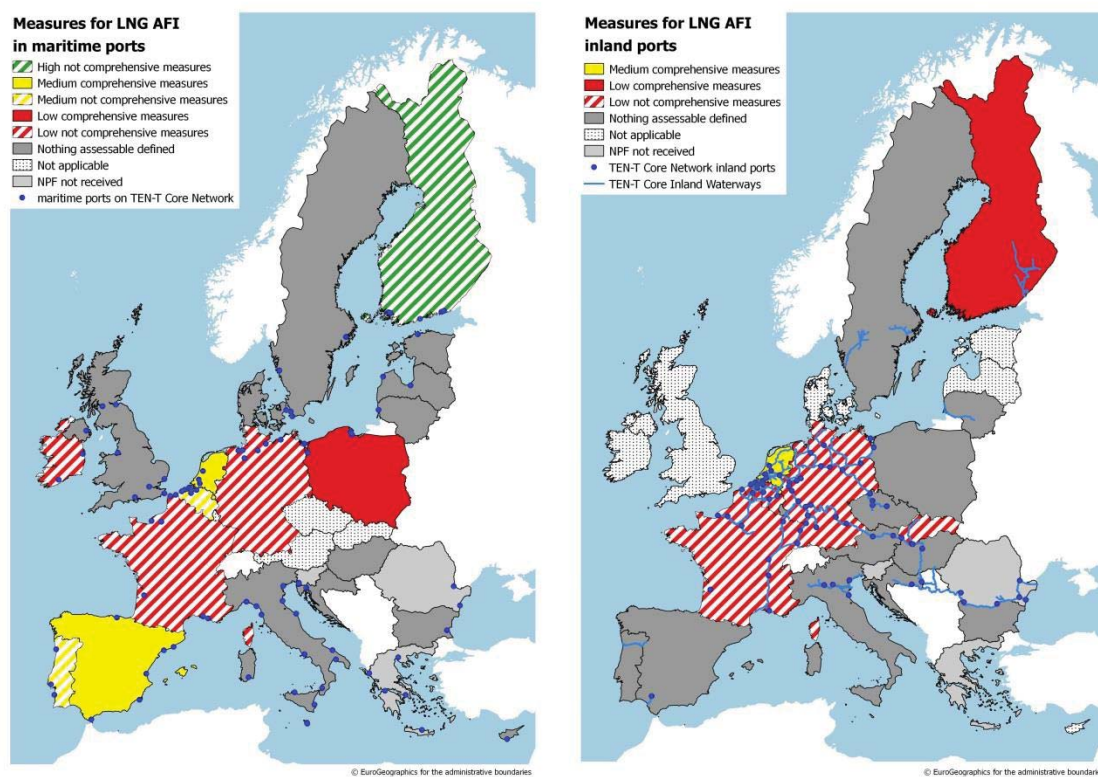 Measures for LNG AFI
in maritime ports
High not comprehensive measures
Medium comprehensive measures
Medium not comprehensive measures
Low comprehensive measures
Low not comprehensive measures
Nothing assessable defined
Not applicable
NPF not received
maritime ports on TEN-T Core Network
© EuroGeographics for the administrative boundaries
Measures for LNG AFI
inland ports
Medium comprehensive measures
Low comprehensive measures
Low not comprehensive measures
Nothing assessable defined
Not applicable
NPF not received
TEN-T Core Network inland ports
TEN-T Core Inland Waterways
© EuroGeographics for the administrative boundaries